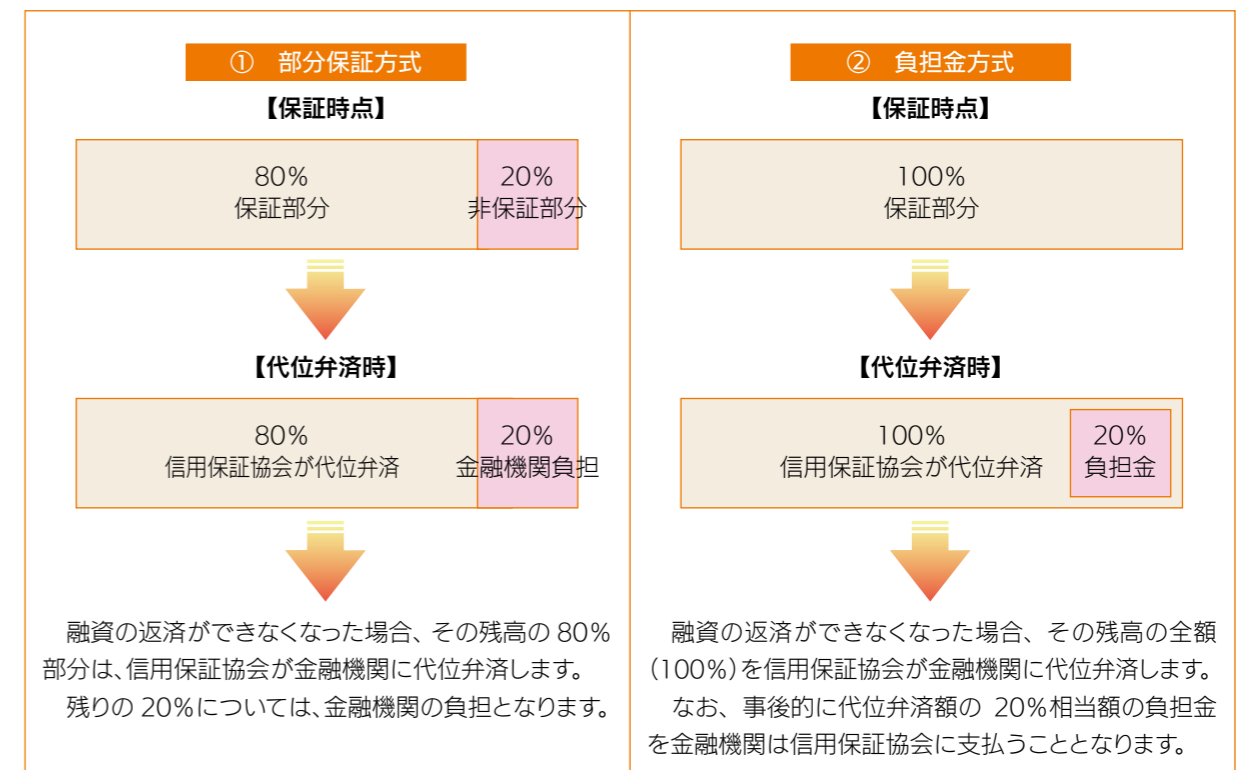 ① 部分保証方式
【保証時点】
80%
保証部分
20%
非保証部分
【代位弁済時】
80%
信用保証協会が代位弁済
20%
金融機関負担
融資の返済ができなくなった場合、その残高の 80%
部分は、信用保証協会が金融機関に代位弁済します。
残りの 20%については、金融機関の負担となります。
② 負担金方式
【保証時点】
100%
保証部分
【代位弁済時】
100%
信用保証協会が代位弁済
20%
負担金
融資の返済ができなくなった場合、その残高の全額
(100%)を信用保証協会が金融機関に代位弁済します。
なお、事後的に代位弁済額の 20%相当額の負担金
を金融機関は信用保証協会に支払うこととなります。